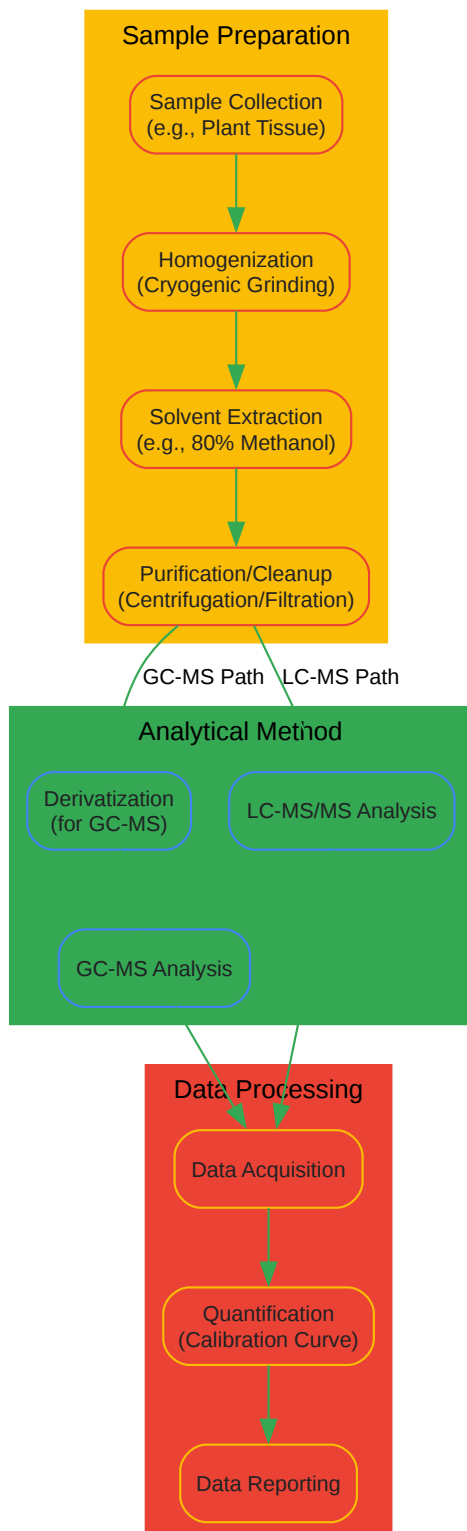 Sample Preparation
Sample Collection
(e.g., Plant Tissue)
Homogenization
(Cryogenic Grinding)
Solvent Extraction
(e.g., 80% Methanol)
Purification/Cleanup
(Centrifugation/Filtration)
GC-MS Path
LC-MS Path
Analytical Method
Derivatization
(for GC-MS)
LC-MS/MS Analysis
GC-MS Analysis
Data Processing
Data Acquisition
Quantification
(Calibration Curve)
Data Reporting